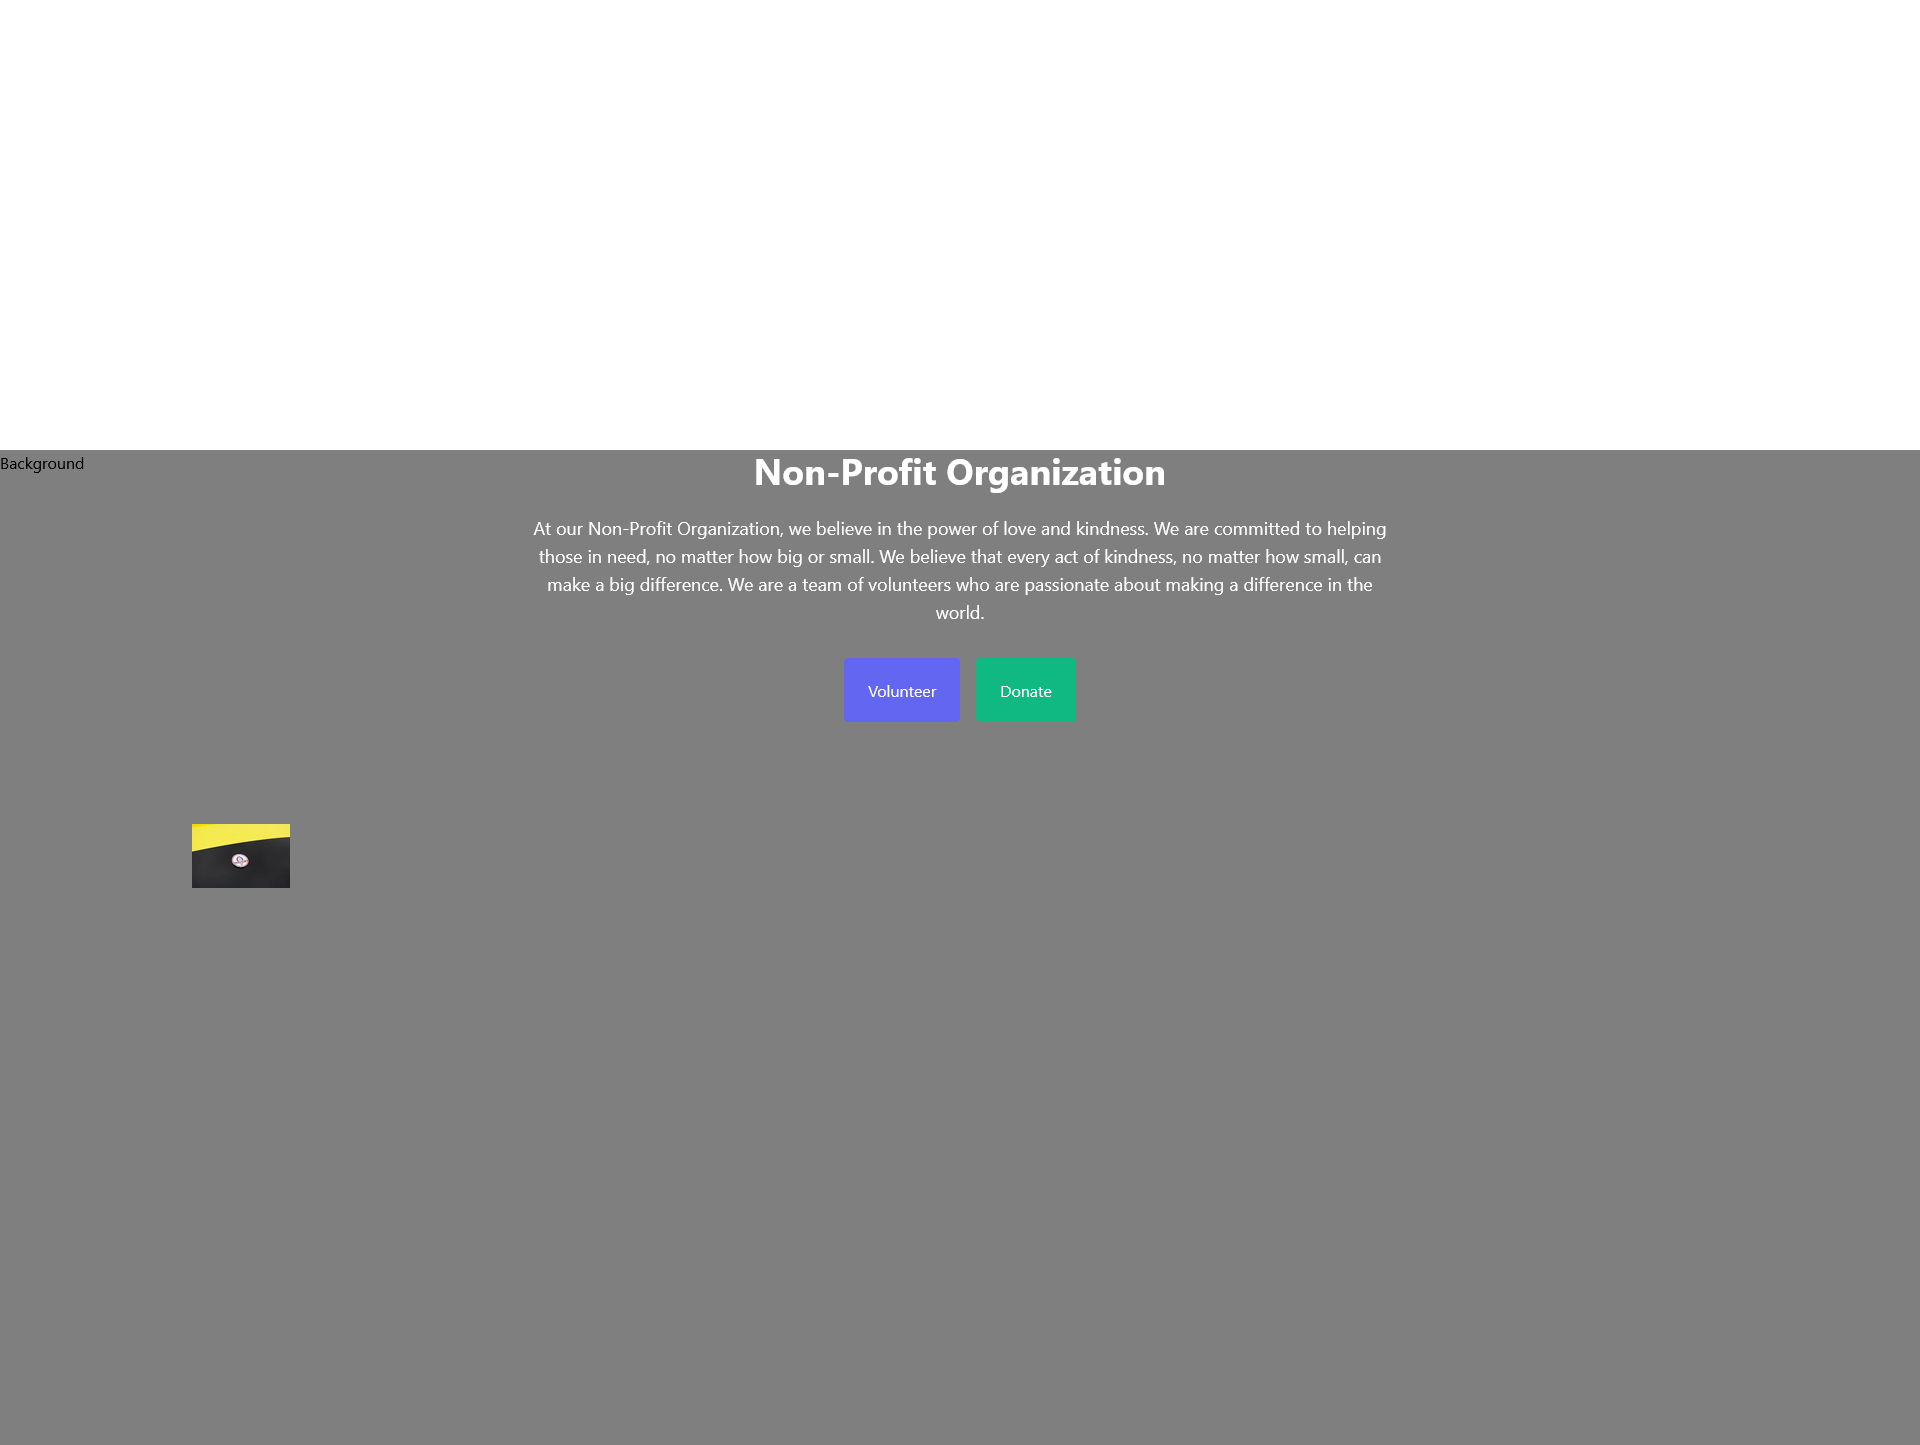 Background
Non-Profit Organization
At our Non-Profit Organization, we believe in the power of love and kindness. We are committed to helping
those in need, no matter how big or small. We believe that every act of kindness, no matter how small, can
make a big difference. We are a team of volunteers who are passionate about making a difference in the
world.
Volunteer
Donate